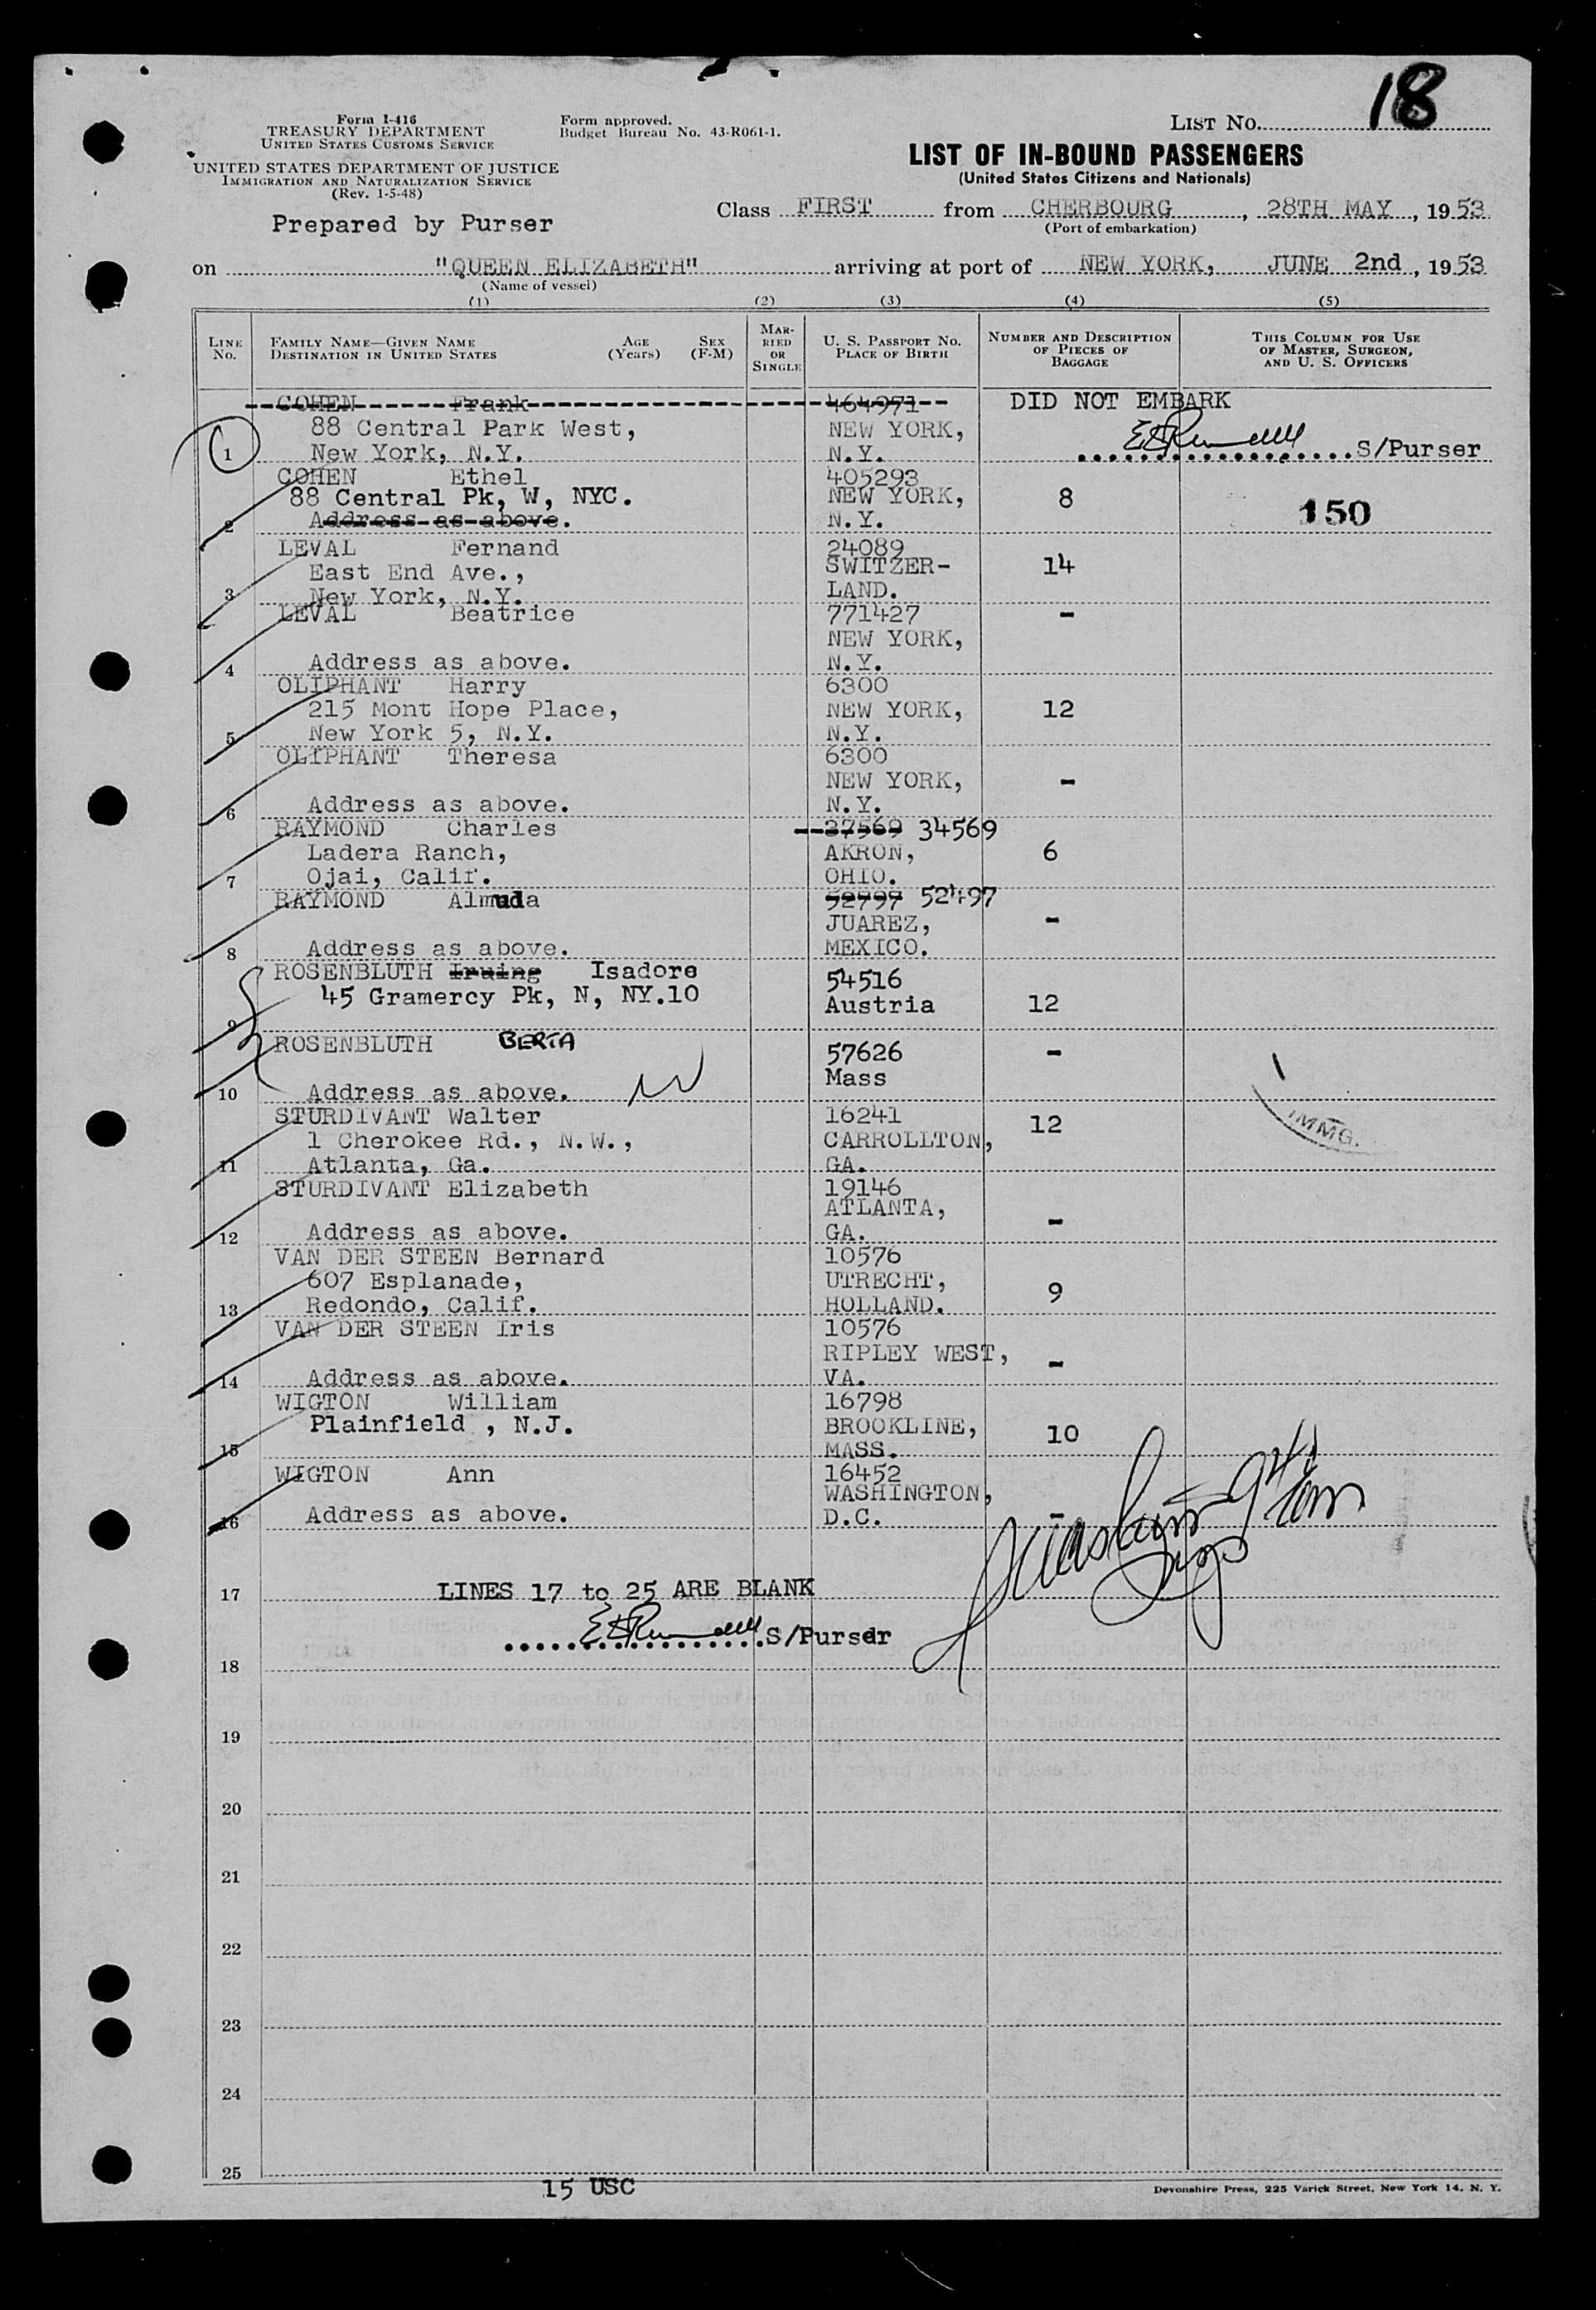 18
Form I-416
TREASURY DEPARTMENT
UNITED STATES CUSTOMS SERVICE
Form approved.
Budget Bureau No. 43-R061-1.
LIST NO.
UNITED STATES DEPARTMENT OF JUSTICE
IMMIGRATION AND NATURALIZATION SERVICE
(Rev. 1-5-48)
LIST OF IN-BOUND PASSENGERS
(United States Citizens and Nationals)
Prepared by Purser
Class FIRST from CHERBOURG, 28TH MAY, 1953
(Port of embarkation)
on "QUEEN ELIZABETH" arriving at port of NEW YORK, JUNE 2nd, 1953
(Name of vessel)
(1) (2) (3) (4) (5)
LINE NO. FAMILY NAME—GIVEN NAME DESTINATION IN UNITED STATES AGE (Years) SEX (F-M) MARRIED OR SINGLE U. S. PASSPORT NO. PLACE OF BIRTH NUMBER AND DESCRIPTION OF PIECES OF BAGGAGE THIS COLUMN FOR USE OF MASTER, SURGEON, AND U. S. OFFICERS
COHEN Frank 464971 DID NOT EMBARK
88 Central Park West, NEW YORK,
1 New York, N.Y. N.Y. S/Purser
COHEN Ethel 405293
88 Central Pk, W, NYC. NEW YORK, 8
2 Address as above. N.Y. 150
LEVAL Fernand 24089
East End Ave., SWITZER- 14
3 New York, N.Y. LAND.
LEVAL Beatrice 771427 -
NEW YORK,
4 Address as above. N.Y.
OLIPHANT Harry 6300
215 Mont Hope Place, NEW YORK, 12
5 New York 5, N.Y. N.Y.
OLIPHANT Theresa 6300
NEW YORK, -
6 Address as above. N.Y.
RAYMOND Charles 37569 34569
Ladera Ranch, AKRON, 6
7 Ojai, Calif. OHIO.
RAYMOND Almuda 52797 52497
JUAREZ, -
8 Address as above. MEXICO.
ROSENBLUTH Irving Isadore 54516
45 Gramercy Pk, N, NY.10 Austria 12
9
ROSENBLUTH BERTA 57626 -
Mass
10 Address as above.
STURDIVANT Walter 16241 12
1 Cherokee Rd., N.W., CARROLLTON,
11 Atlanta, Ga. GA.
IMMG.
STURDIVANT Elizabeth 19146
ATLANTA, -
12 Address as above. GA.
VAN DER STEEN Bernard 10576
607 Esplanade, UTRECHT, 9
13 Redondo, Calif. HOLLAND.
VAN DER STEEN Iris 10576
RIPLEY WEST, -
14 Address as above. VA.
WIGTON William 16798
Plainfield , N.J. BROOKLINE, 10
15 MASS.
WIGTON Ann 16452
WASHINGTON,
16 Address as above. D.C. -
17 LINES 17 to 25 ARE BLANK
S/Purser
18
19
20
21
22
23
24
25
15 USC
Devonshire Press, 225 Varick Street, New York 14, N. Y.